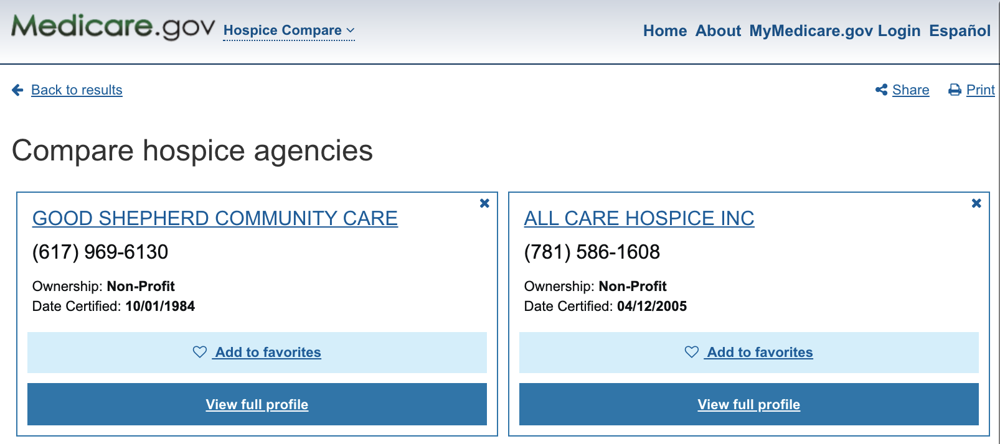 Medicare.gov Hospice Compare Home About MyMedicare.gov Login Español
Back to results Share Print
Compare hospice agencies
GOOD SHEPHERD COMMUNITY CARE
(617) 969-6130
Ownership: Non-Profit
Date Certified: 10/01/1984
Add to favorites
View full profile
ALL CARE HOSPICE INC
(781) 586-1608
Ownership: Non-Profit
Date Certified: 04/12/2005
Add to favorites
View full profile